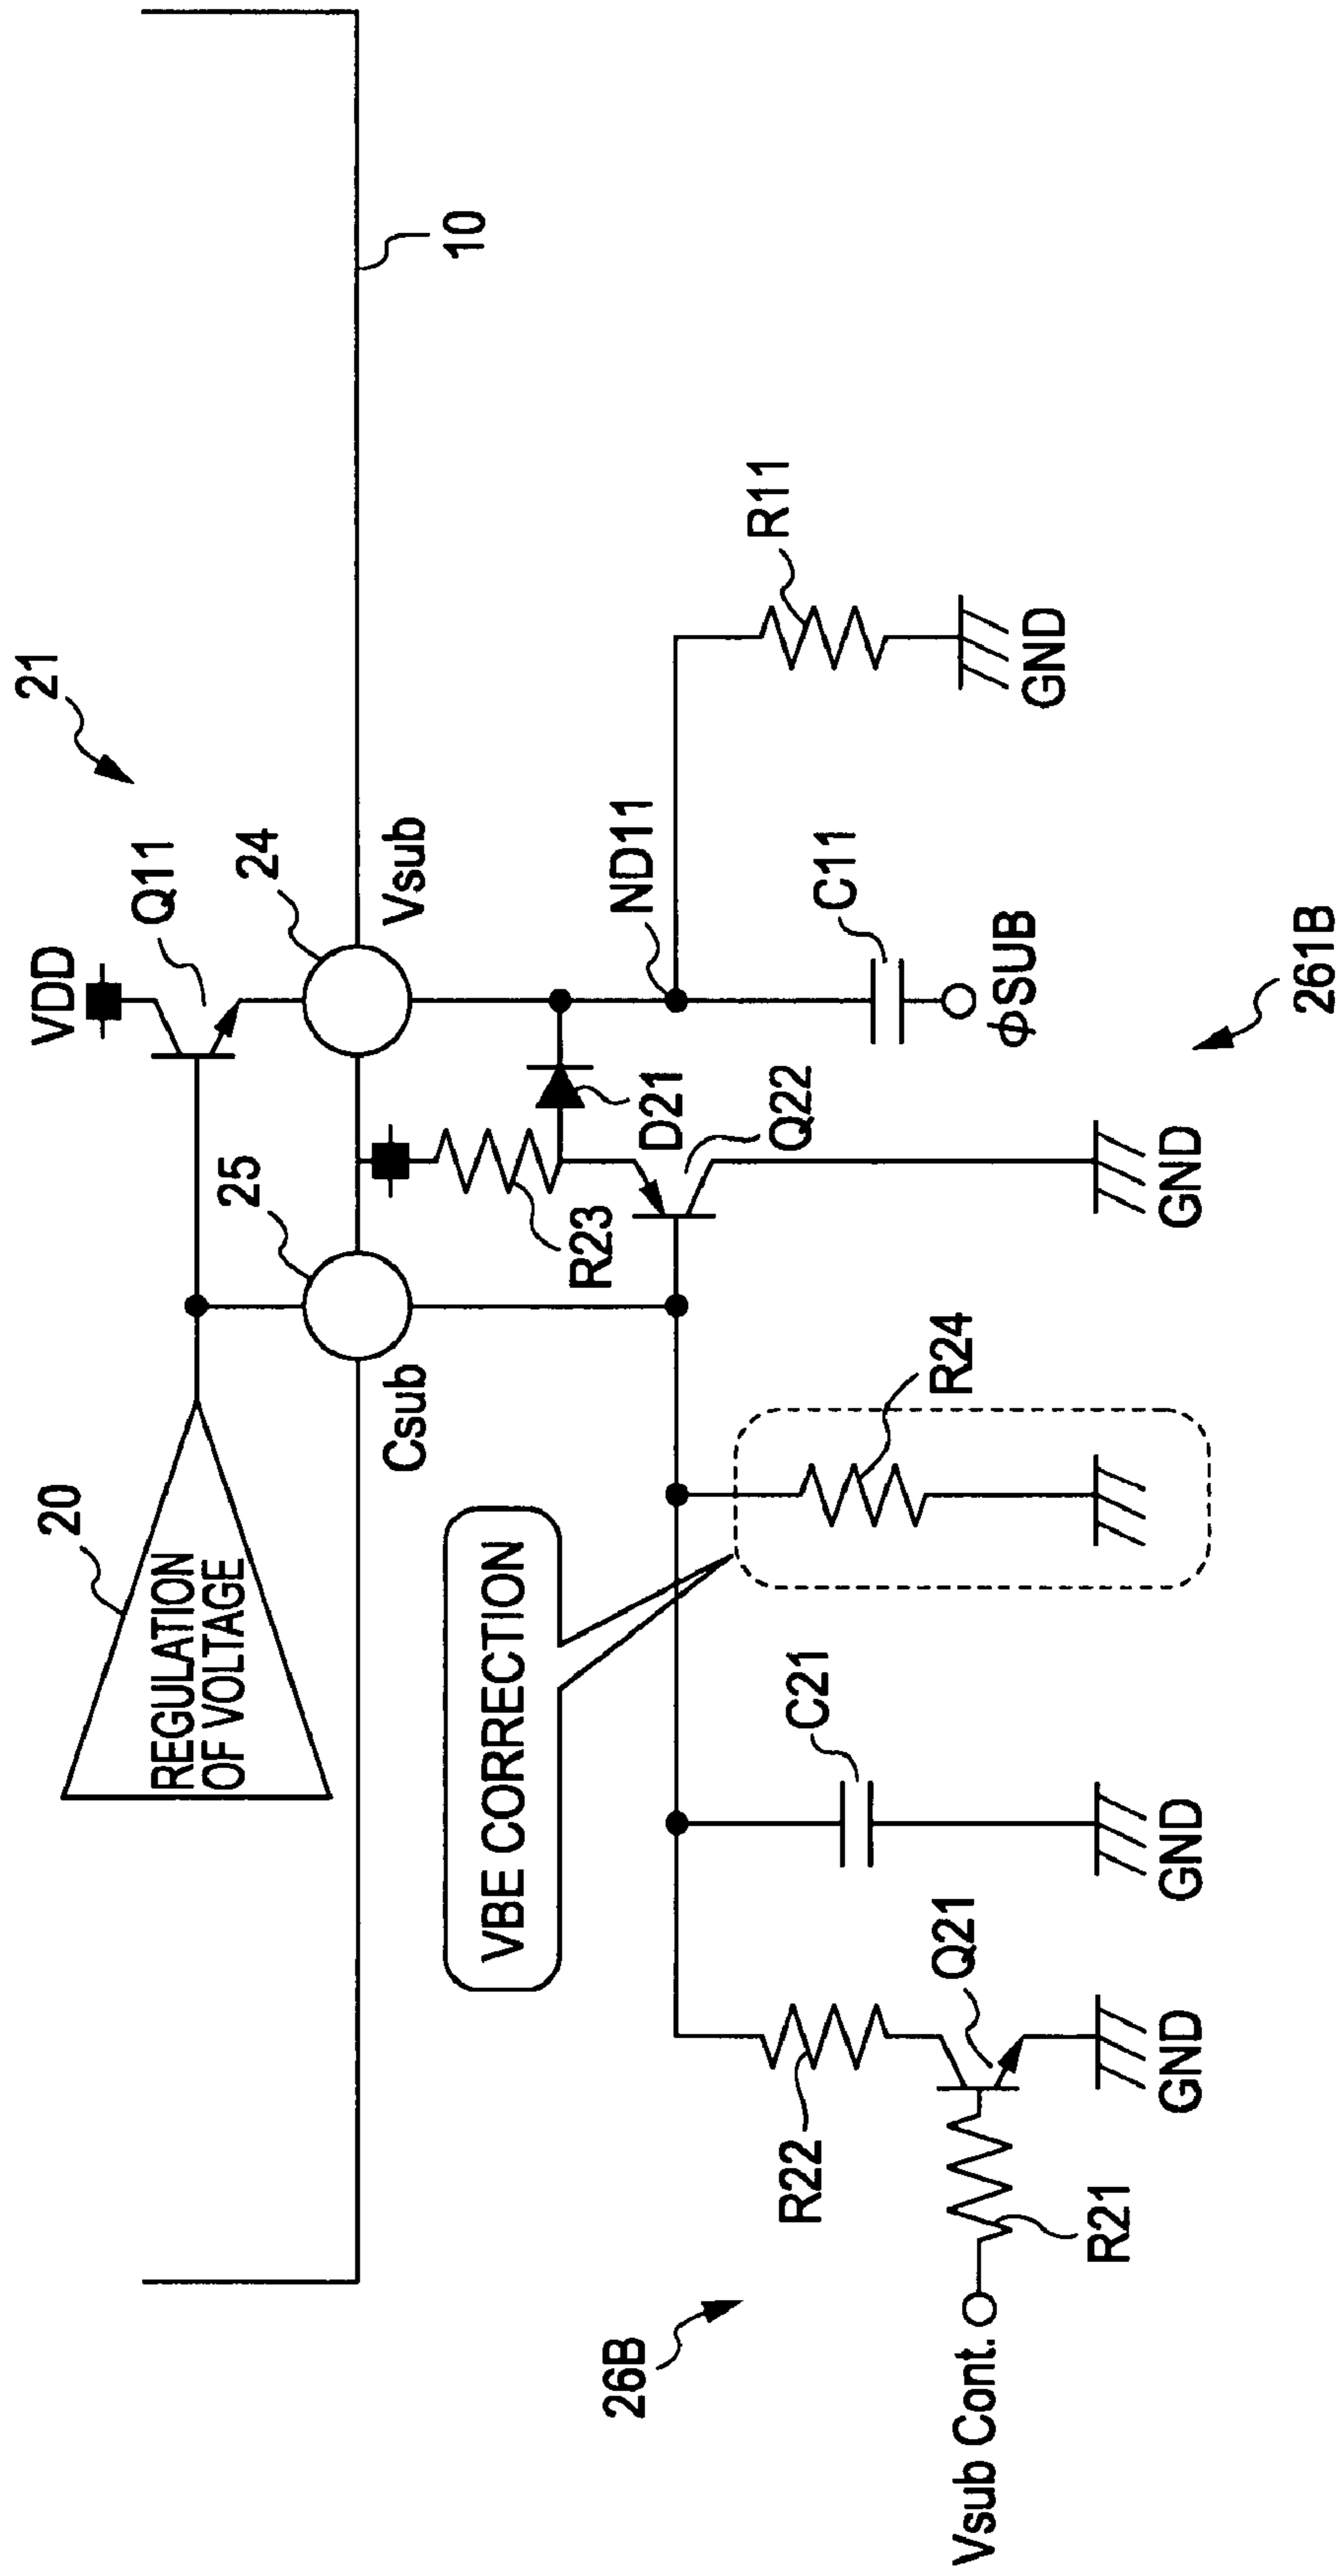 21
VDD
Q11
20
REGULATION
OF VOLTAGE
25
24
10
Csub
Vsub
VBE CORRECTION
R23
D21
ND11
Q22
R11
R24
C21
C11
R22
Q21
φSUB
GND
R21
GND
GND
GND
Vsub Cont.
26B
261B